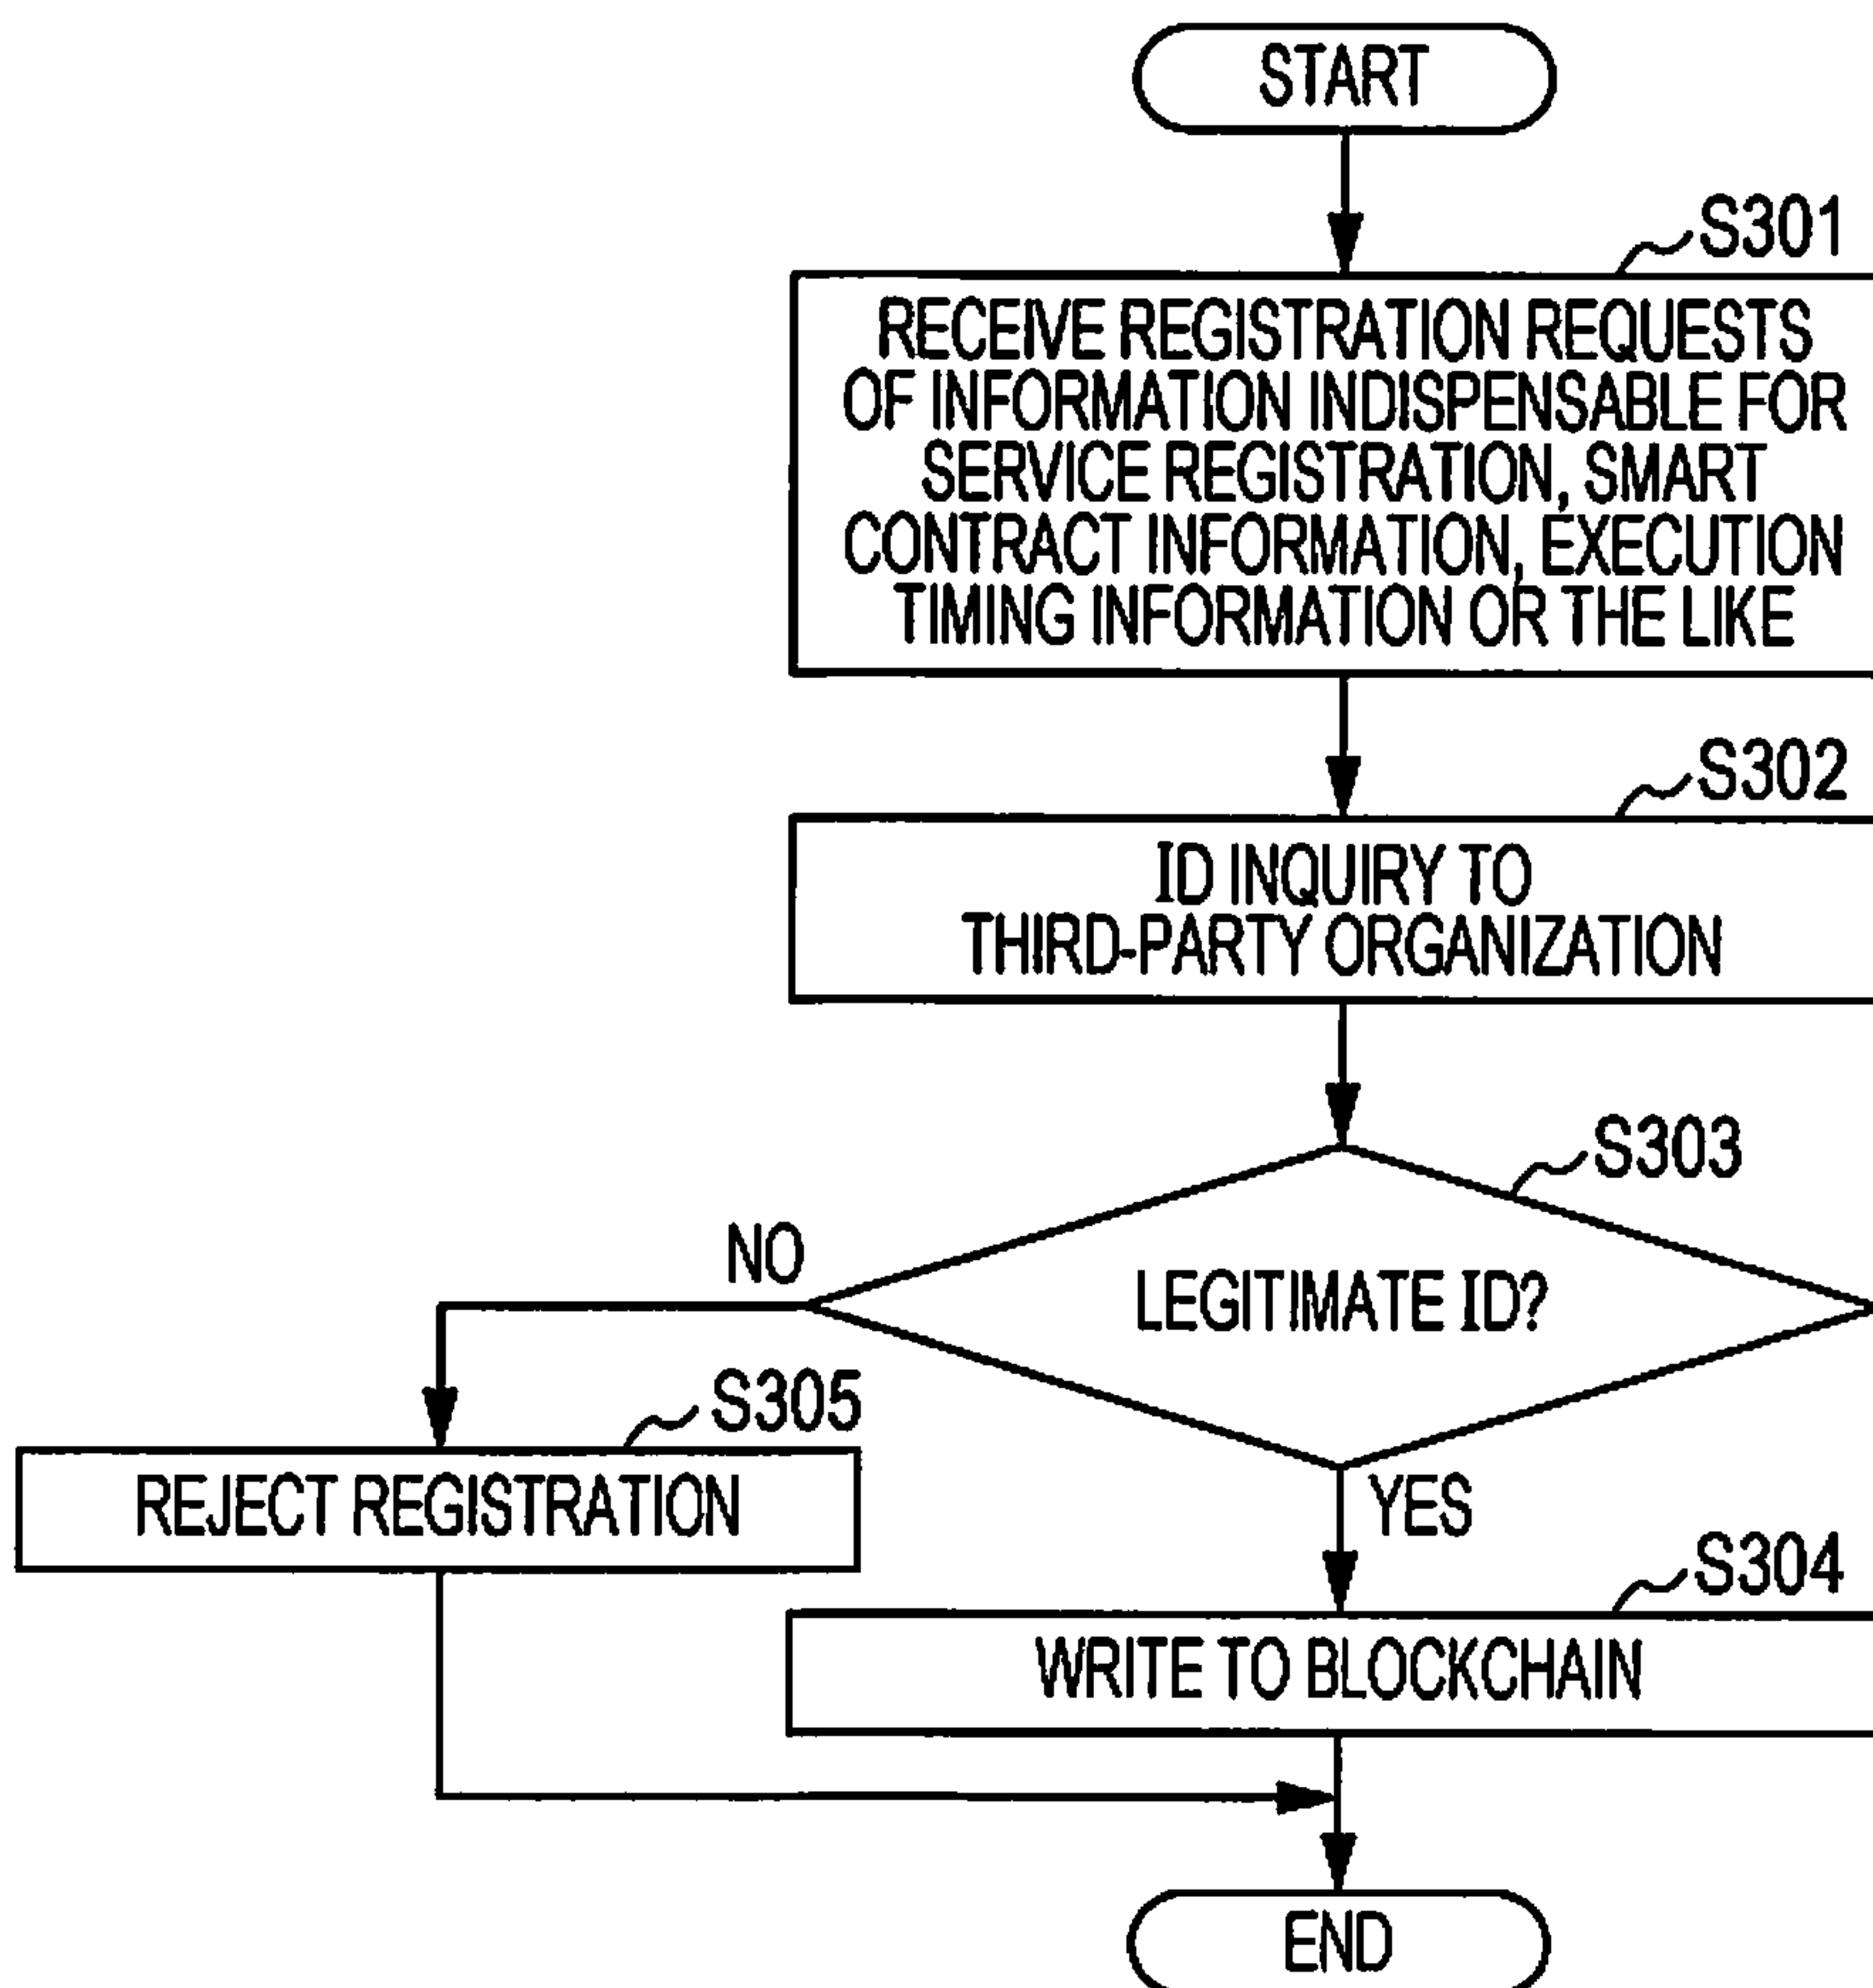 START
S301
RECEIVE REGISTRATION REQUESTS
OF INFORMATION INDISPENSABLE FOR
SERVICE REGISTRATION, SMART
CONTRACT INFORMATION, EXECUTION
TIMING INFORMATION OR THE LIKE
S302
ID INQUIRY TO
THIRD-PARTY ORGANIZATION
S303
NO
LEGITIMATE ID?
S305
REJECT REGISTRATION
YES
S304
WRITE TO BLOCKCHAIN
END